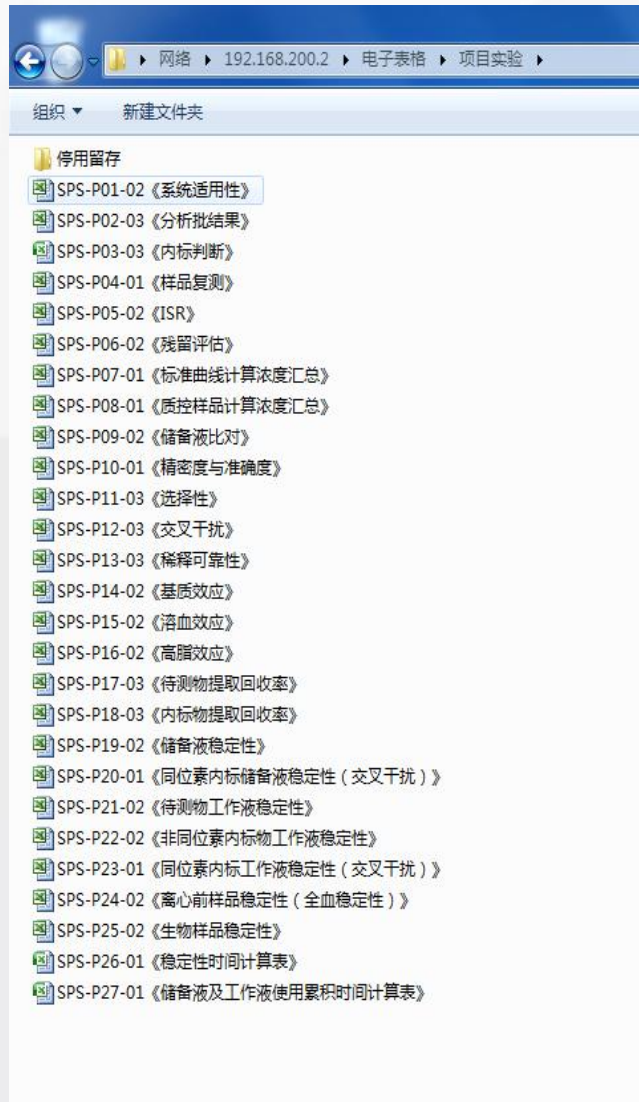 网络 192.168.200.2 电子表格 项目实验
组织 新建文件夹
停用留存
SPS-P01-02《系统适用性》
SPS-P02-03《分析批结果》
SPS-P03-03《内标判断》
SPS-P04-01《样品复测》
SPS-P05-02《ISR》
SPS-P06-02《残留评估》
SPS-P07-01《标准曲线计算浓度汇总》
SPS-P08-01《质控样品计算浓度汇总》
SPS-P09-02《储备液比对》
SPS-P10-01《精密度与准确度》
SPS-P11-03《选择性》
SPS-P12-03《交叉干扰》
SPS-P13-03《稀释可靠性》
SPS-P14-02《基质效应》
SPS-P15-02《溶血效应》
SPS-P16-02《高脂效应》
SPS-P17-03《待测物提取回收率》
SPS-P18-03《内标物提取回收率》
SPS-P19-02《储备液稳定性》
SPS-P20-01《同位素内标储备液稳定性（交叉干扰）》
SPS-P21-02《待测物工作液稳定性》
SPS-P22-02《非同位素内标物工作液稳定性》
SPS-P23-01《同位素内标工作液稳定性（交叉干扰）》
SPS-P24-02《离心前样品稳定性（全血稳定性）》
SPS-P25-02《生物样品稳定性》
SPS-P26-01《稳定性时间计算表》
SPS-P27-01《储备液及工作液使用累积时间计算表》